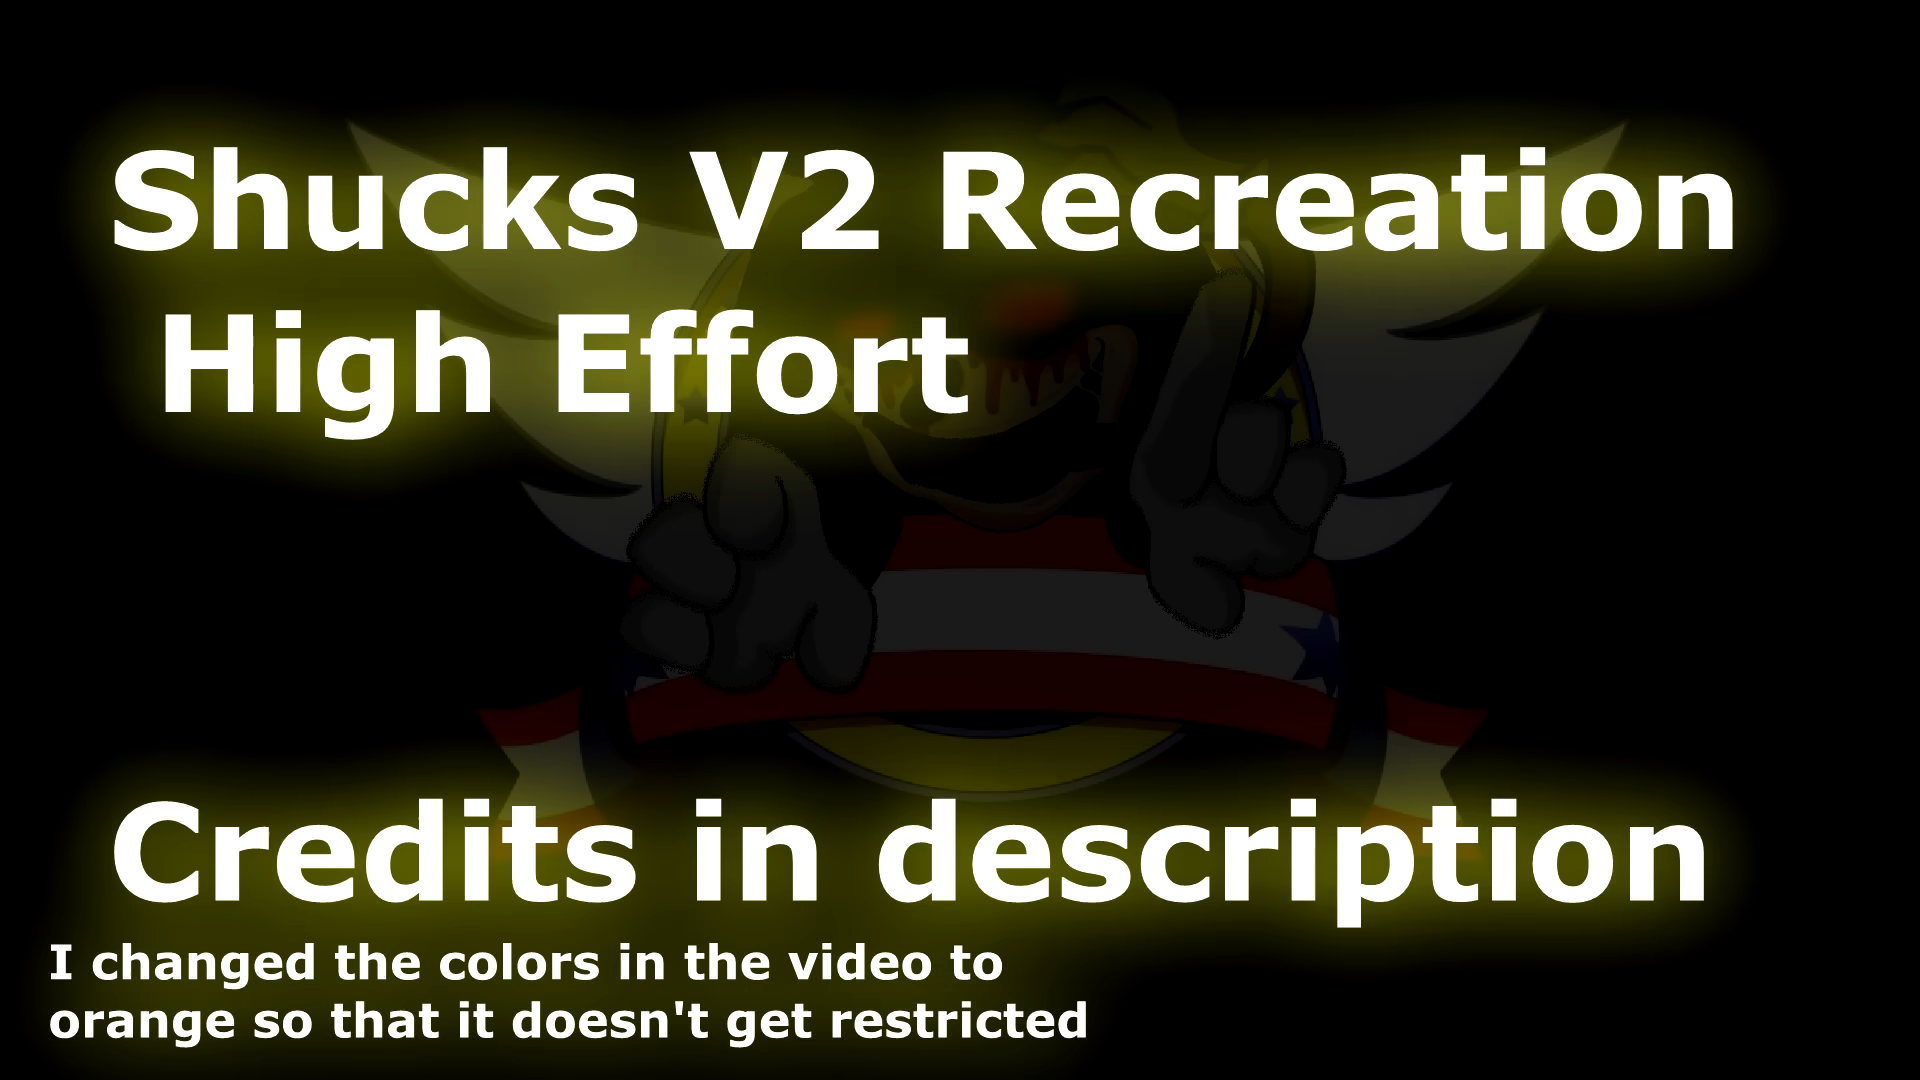 Shucks V2 Recreation
High Effort
Credits in description
I changed the colors in the video to
orange so that it doesn't get restricted